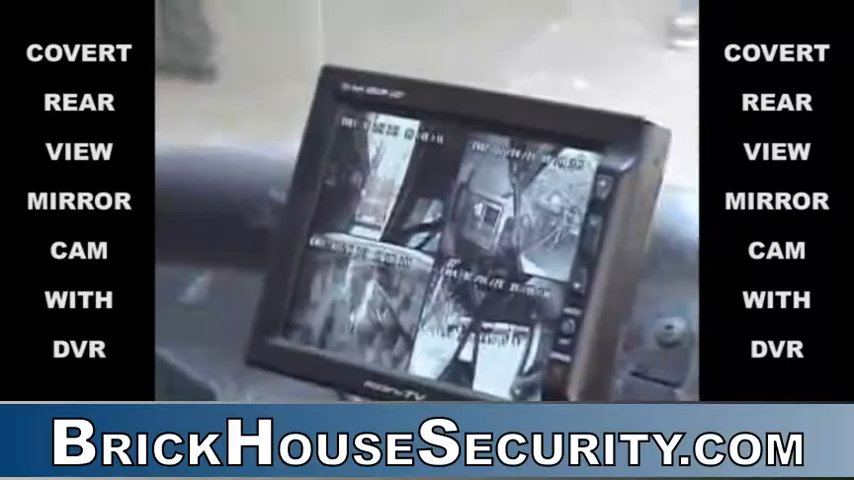 COVERT
REAR
VIEW
MIRROR
CAM
WITH
DVR
COVERT
REAR
VIEW
MIRROR
CAM
WITH
DVR
BRICKHOUSESECURITY.COM